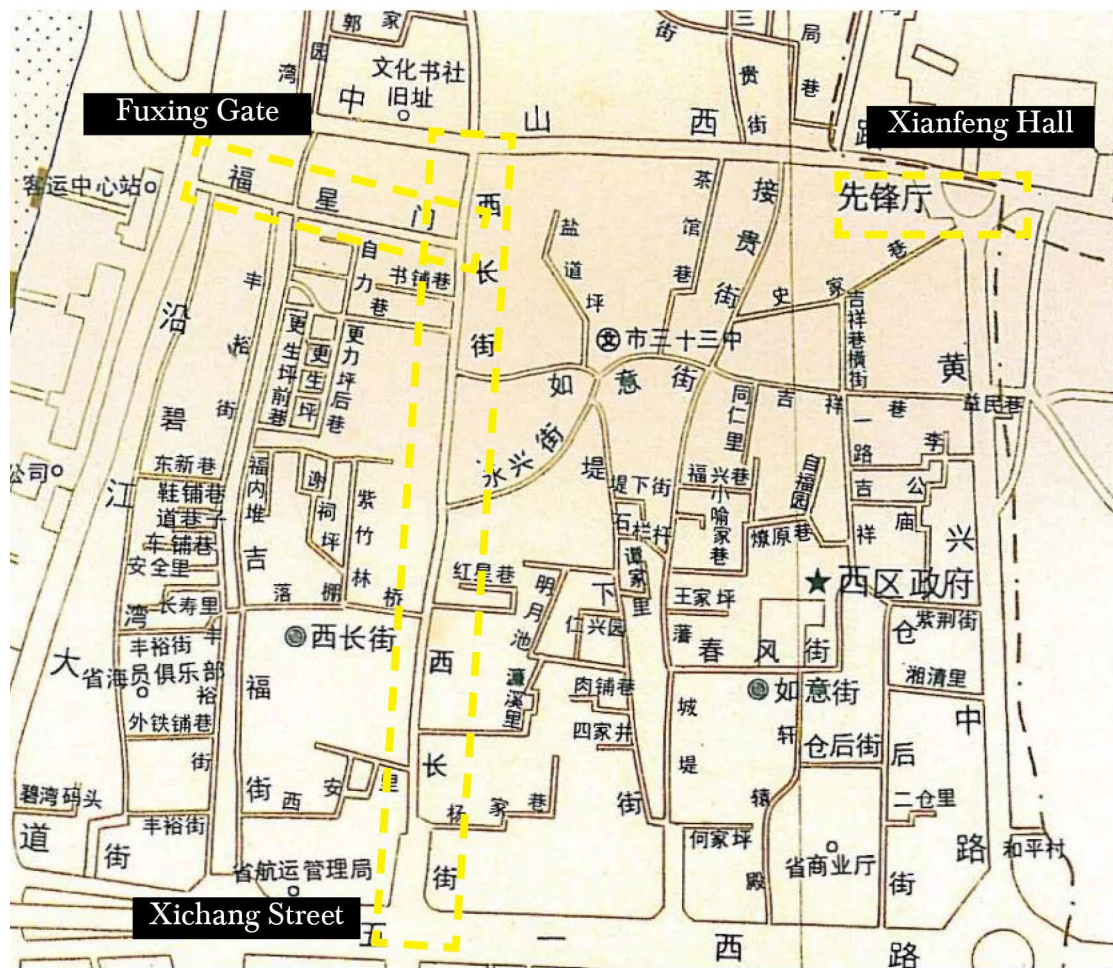 郭家
园
湾
中山西路
文化书社
旧址
三贵街
局
巷
街
Fuxing Gate
Xianfeng Hall
客运中心站
福星门
西长街
先锋厅
茶馆巷
盐道坪
接贵街
史家巷
自力巷
书铺巷
丰裕街
沿江大道
碧湾街
更生坪前巷
更生坪
更力坪后巷
市三十三中
文
吉祥巷横街
如意街
同仁里
吉祥巷
益民巷
黄兴中路
永兴街
堤下街
一路吉祥
李公庙
公司
东新巷
鞋铺巷
道巷子
车铺巷
安全里
长寿里
福内堆
谢祠坪
紫竹林
堤下街
福兴巷
自福园
石栏杆
小喻家巷
燎原巷
道家里
吉福街
落棚桥
红星巷
明月池
王家坪
西区政府
仁兴园
紫荆街
丰裕街
西长街
濂溪里
藩城堤
春风街
仓后街
湘清里
省海员俱乐部
肉铺巷
如意街
外铁铺巷
四家井
轩辕殿
仓后街
西安里
杨家巷
二仓里
碧湾码头
丰裕街
何家坪
省商业厅
和平村
省航运管理局
Xichang Street
五一西路